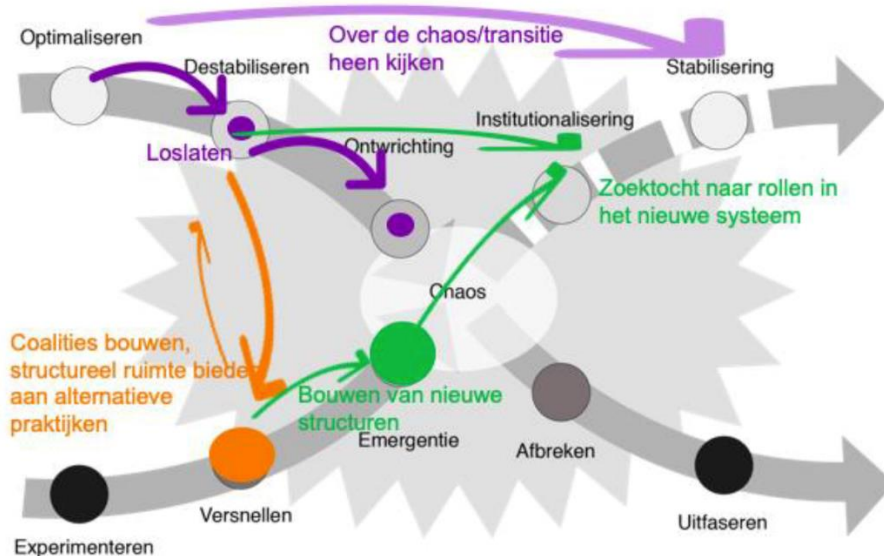 Optimaliseren
Destabiliseren
Over de chaos/transitie
heen kijken
Stabilisering
Loslaten
Ontwrichting
Institutionalisering
Zoektocht naar rollen in
het nieuwe systeem
Chaos
Coalities bouwen,
structureel ruimte bieden
aan alternatieve
praktijken
Bouwen van nieuwe
structuren
Emergentie
Afbreken
Versnellen
Uitfaseren
Experimenteren